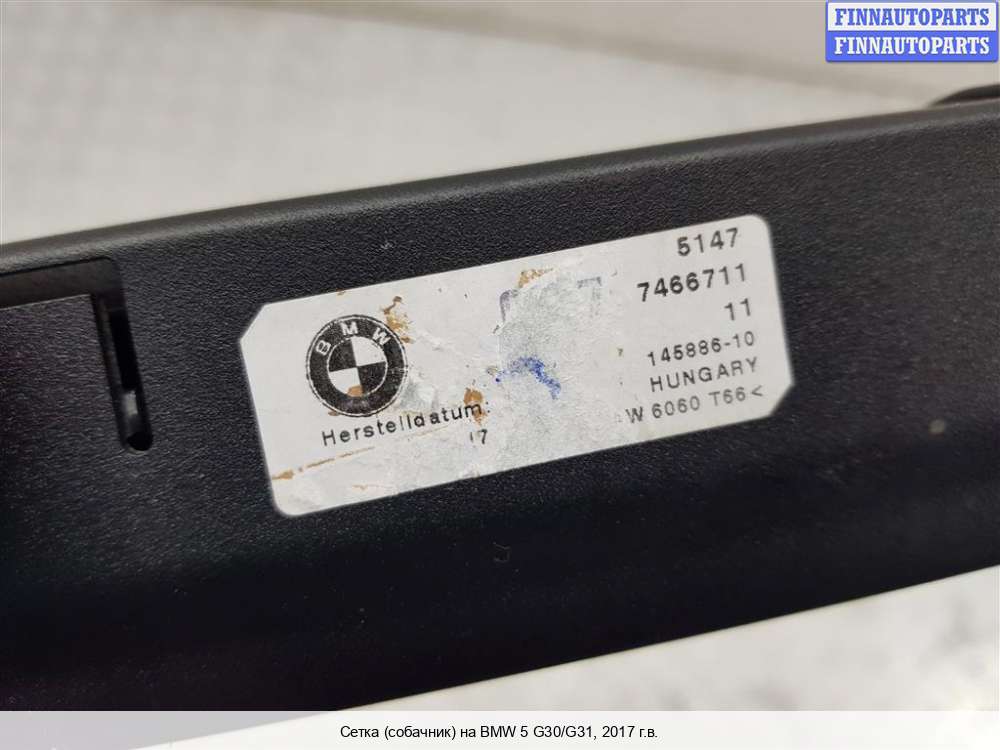 FINNAUTOPARTS
FINNAUTOPARTS
5147
7466711
11
145886-10
HUNGARY
W 6060 T66<
BMW
Herstelldatum:
17
Сетка (собачник) на BMW 5 G30/G31, 2017 г.в.